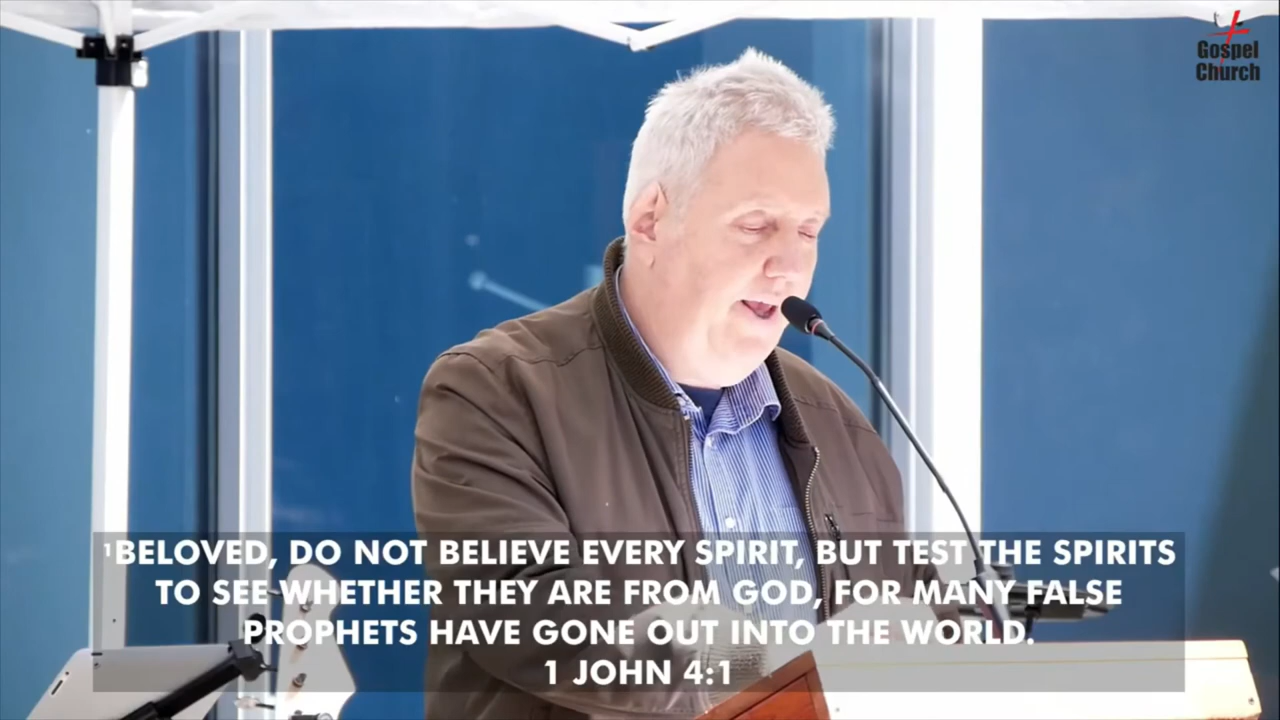 Gospel
Church
¹BELOVED, DO NOT BELIEVE EVERY SPIRIT, BUT TEST THE SPIRITS
TO SEE WHETHER THEY ARE FROM GOD, FOR MANY FALSE
PROPHETS HAVE GONE OUT INTO THE WORLD.
1 JOHN 4:1